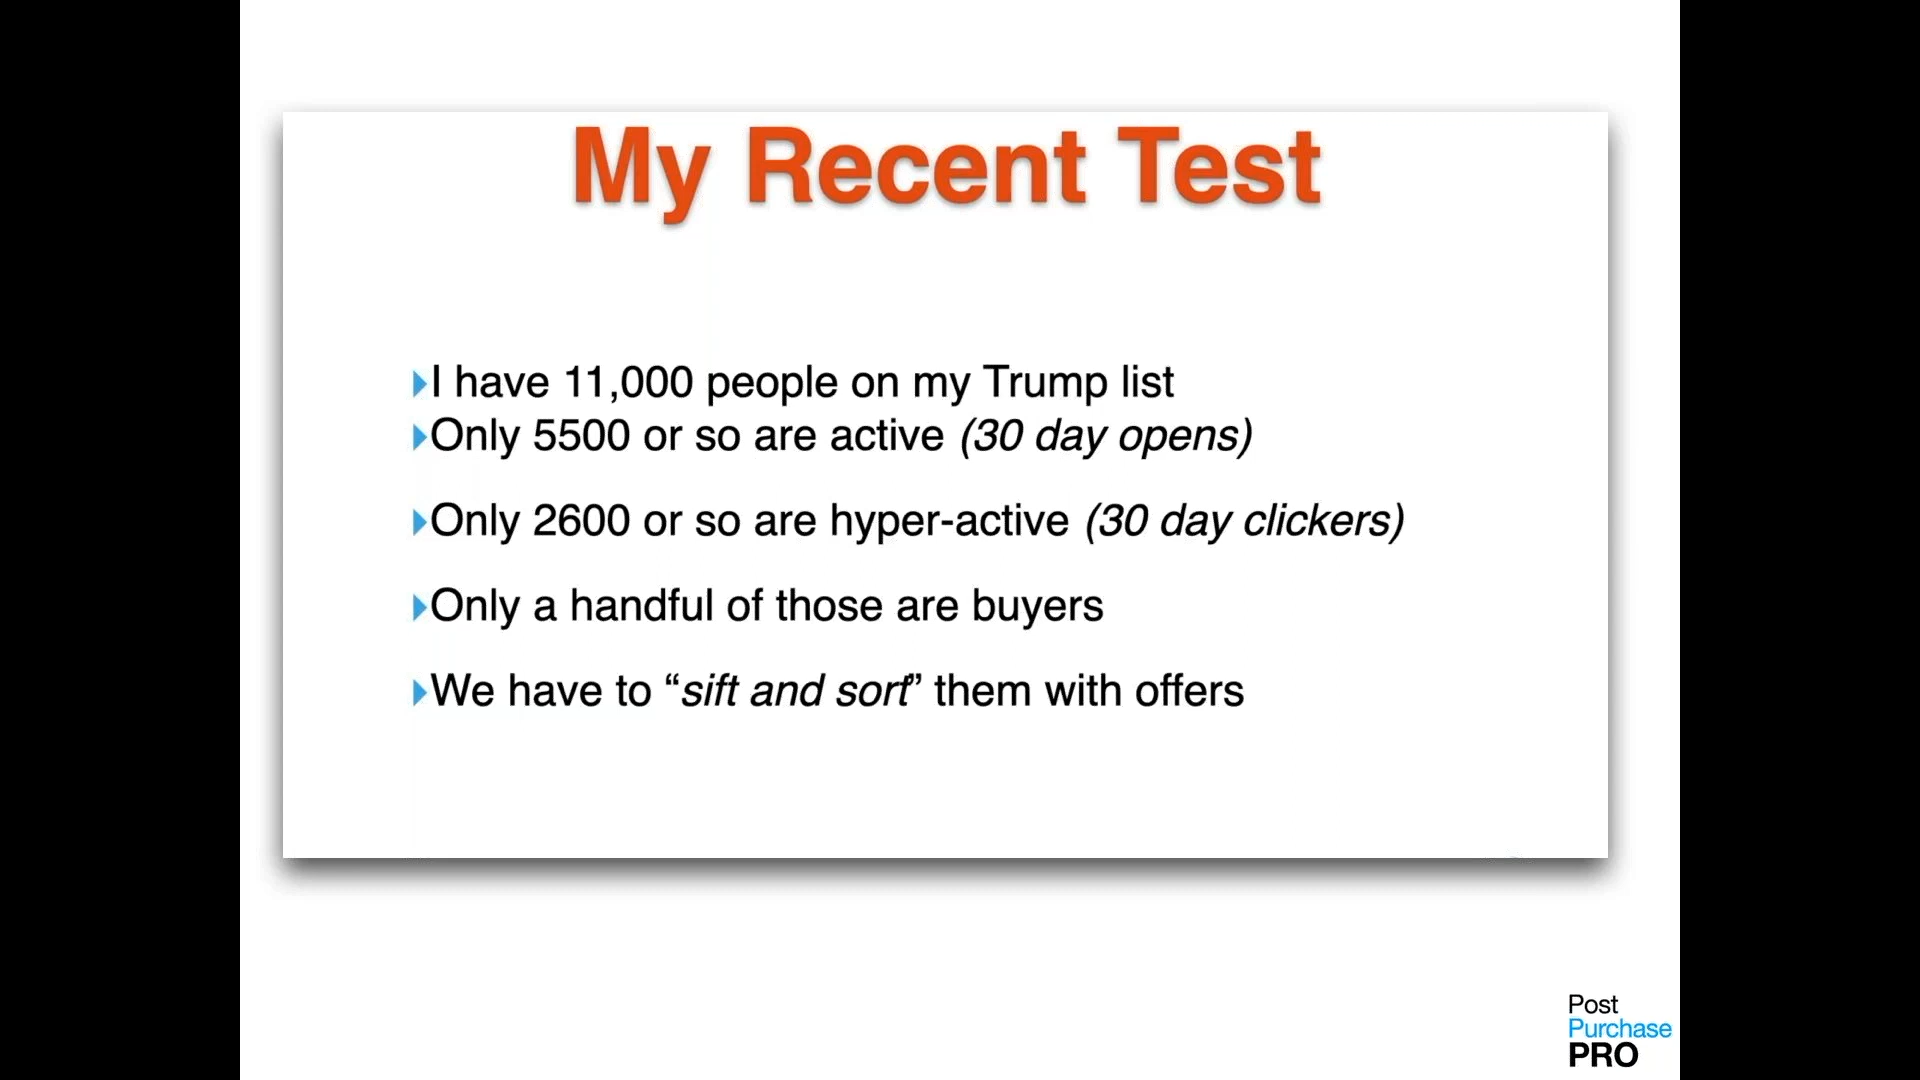 My Recent Test
I have 11,000 people on my Trump list
Only 5500 or so are active (30 day opens)
Only 2600 or so are hyper-active (30 day clickers)
Only a handful of those are buyers
We have to “sift and sort” them with offers
Post
Purchase
PRO